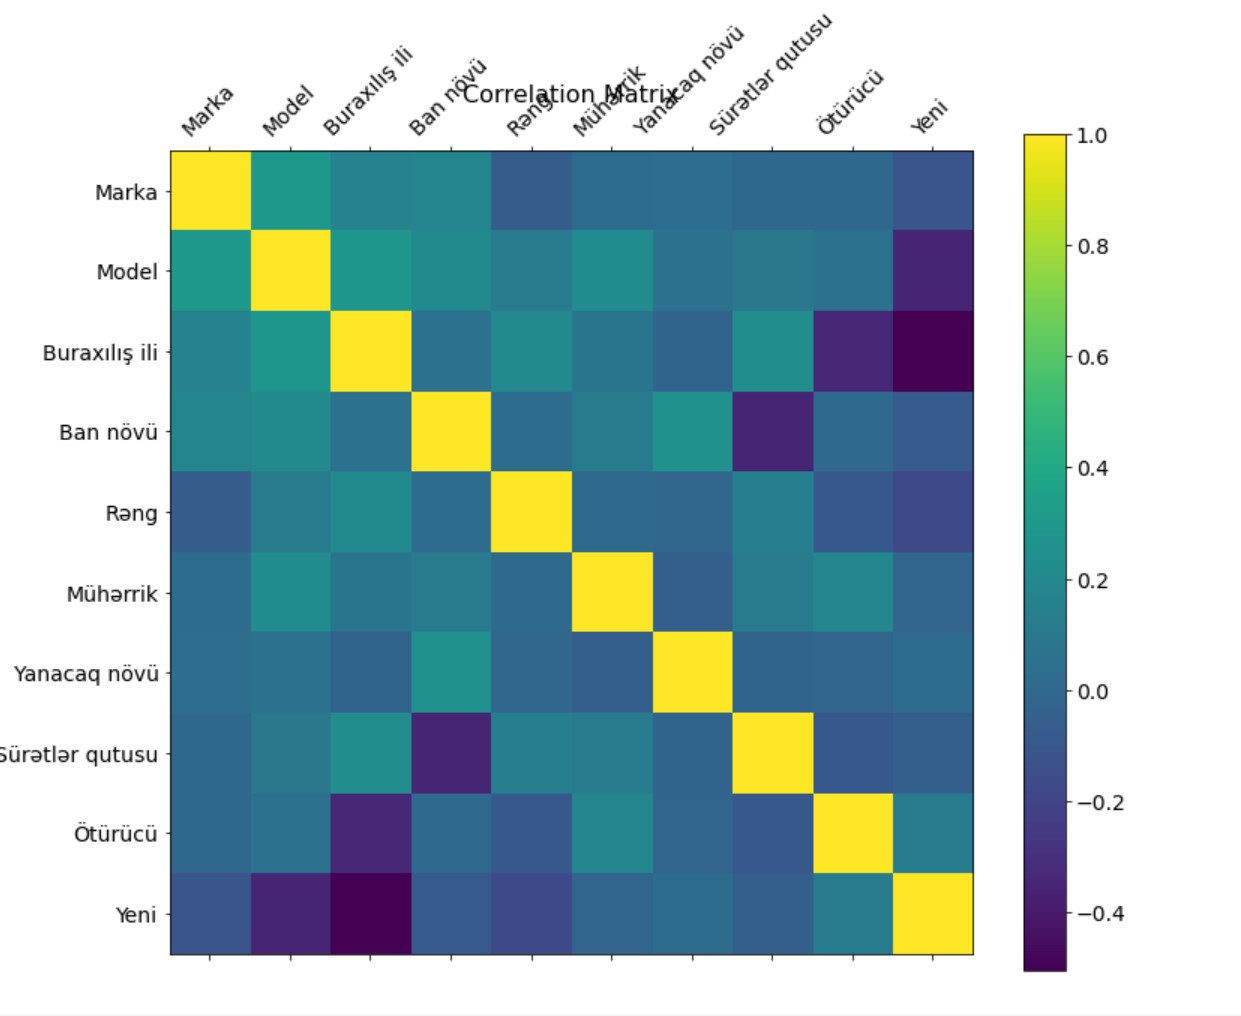 Correlation Matrix
Marka
Model
Buraxılış ili
Ban növü
Rəng
Mühərrik
Yanacaq növü
Sürətlər qutusu
Ötürücü
Yeni
Marka
Model
Buraxılış ili
Ban növü
Rəng
Mühərrik
Yanacaq növü
Sürətlər qutusu
Ötürücü
Yeni
1.0
0.8
0.6
0.4
0.2
0.0
−0.2
−0.4